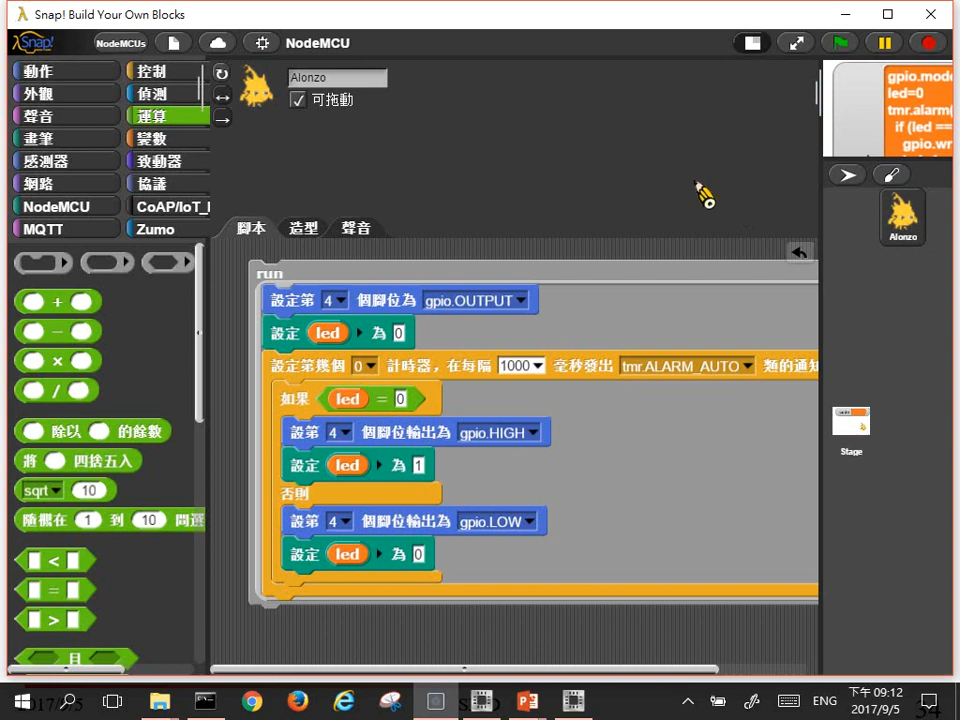 Snap! Build Your Own Blocks
Snap!
NodeMCUs
NodeMCU
動作
控制
外觀
偵測
聲音
運算
畫筆
變數
感測器
致動器
網路
協議
NodeMCU
CoAP/IoT_
MQTT
Zumo
Alonzo
可拖動
腳本
造型
聲音
gpio.mod
led=0
tmr.alarm(
if (led ==
gpio.wr
Alonzo
Stage
+
−
×
/
除以 的餘數
將 四捨五入
sqrt 10
隨機在 1 到 10 間選
<
=
>
且
run
設定第 4 個腳位為 gpio.OUTPUT
設定 led 為 0
設定第幾個 0 計時器，在每隔 1000 毫秒發出 tmr.ALARM_AUTO 類的通知
如果 led = 0
設第 4 個腳位輸出為 gpio.HIGH
設定 led 為 1
否則
設第 4 個腳位輸出為 gpio.LOW
設定 led 為 0
ENG
下午 09:12
2017/9/5
2017/9/5
34